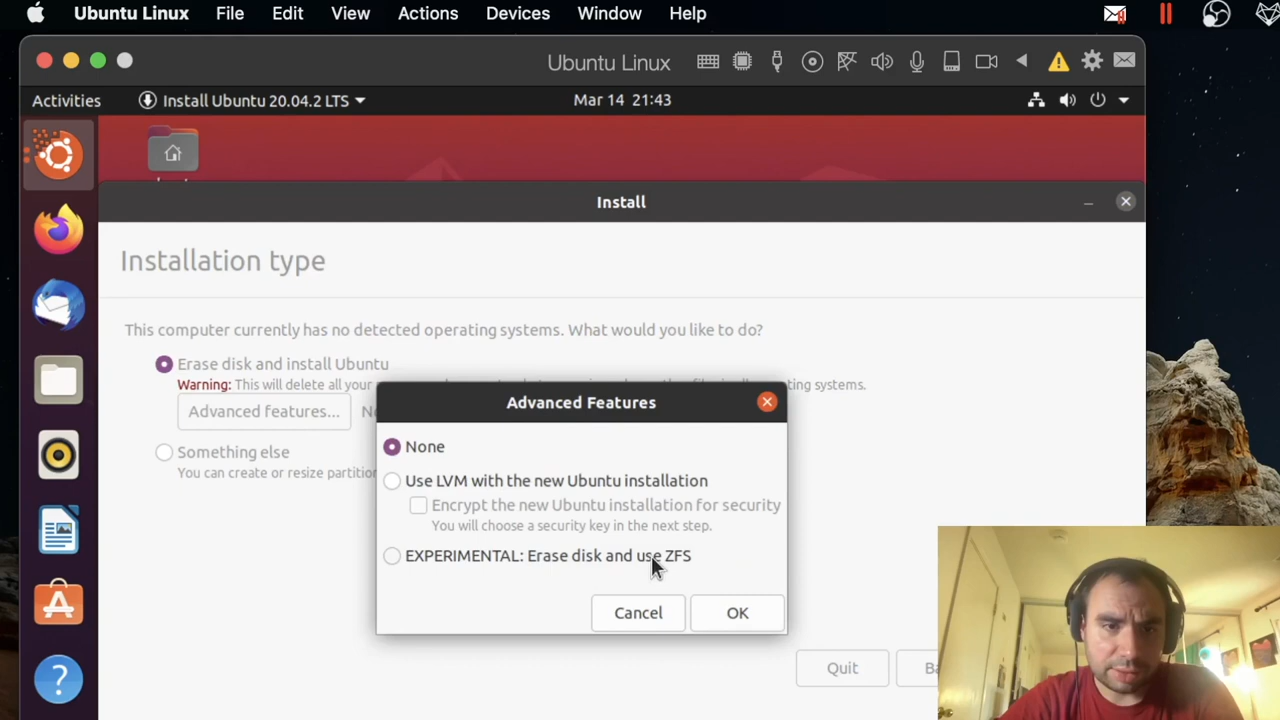 Ubuntu Linux File Edit View Actions Devices Window Help
Ubuntu Linux
Activities Install Ubuntu 20.04.2 LTS Mar 14 21:43
Install
Installation type
This computer currently has no detected operating systems. What would you like to do?
Erase disk and install Ubuntu
Warning: This will delete all your
ting systems.
Advanced features...
Something else
You can create or resize partition
Advanced Features
None
Use LVM with the new Ubuntu installation
Encrypt the new Ubuntu installation for security
You will choose a security key in the next step.
EXPERIMENTAL: Erase disk and use ZFS
Cancel OK
Quit